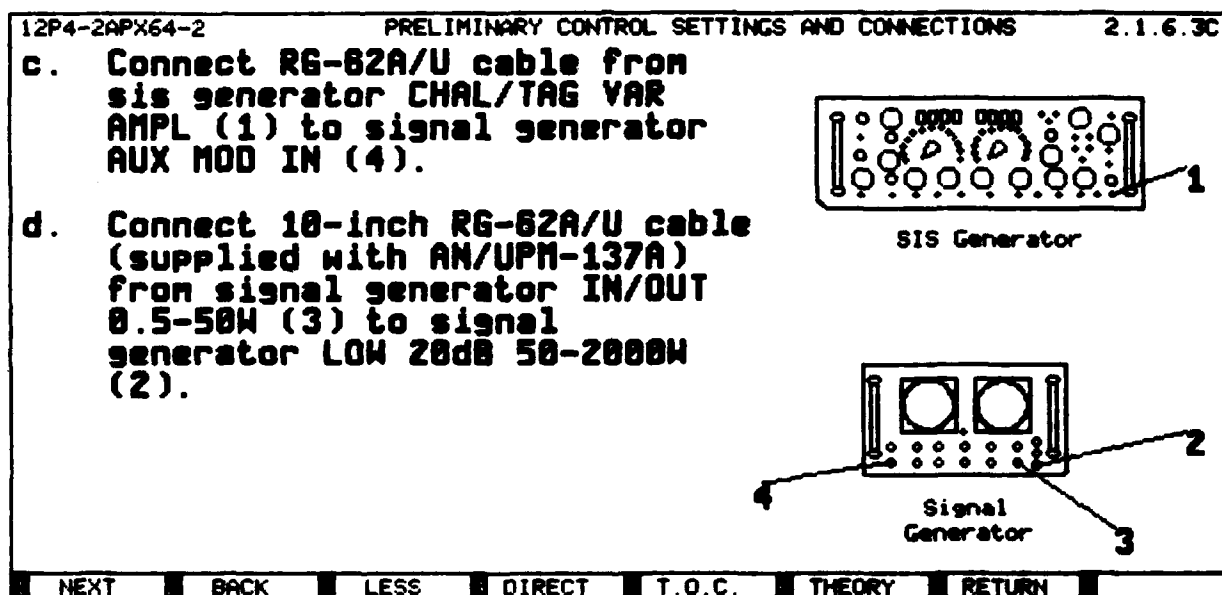 12P4-2APX64-2 PRELIMINARY CONTROL SETTINGS AND CONNECTIONS 2.1.6.3C
c. Connect RG-62A/U cable from
sis generator CHAL/TAG VAR
AMPL (1) to signal generator
AUX MOD IN (4).
d. Connect 10-inch RG-62A/U cable
(supplied with AN/UPM-137A)
from signal generator IN/OUT
0.5-50W (3) to signal
generator LOW 20dB 50-2000W
(2).
1
SIS Generator
2
4
Signal
Generator
3
NEXT BACK LESS DIRECT T.O.C. THEORY RETURN